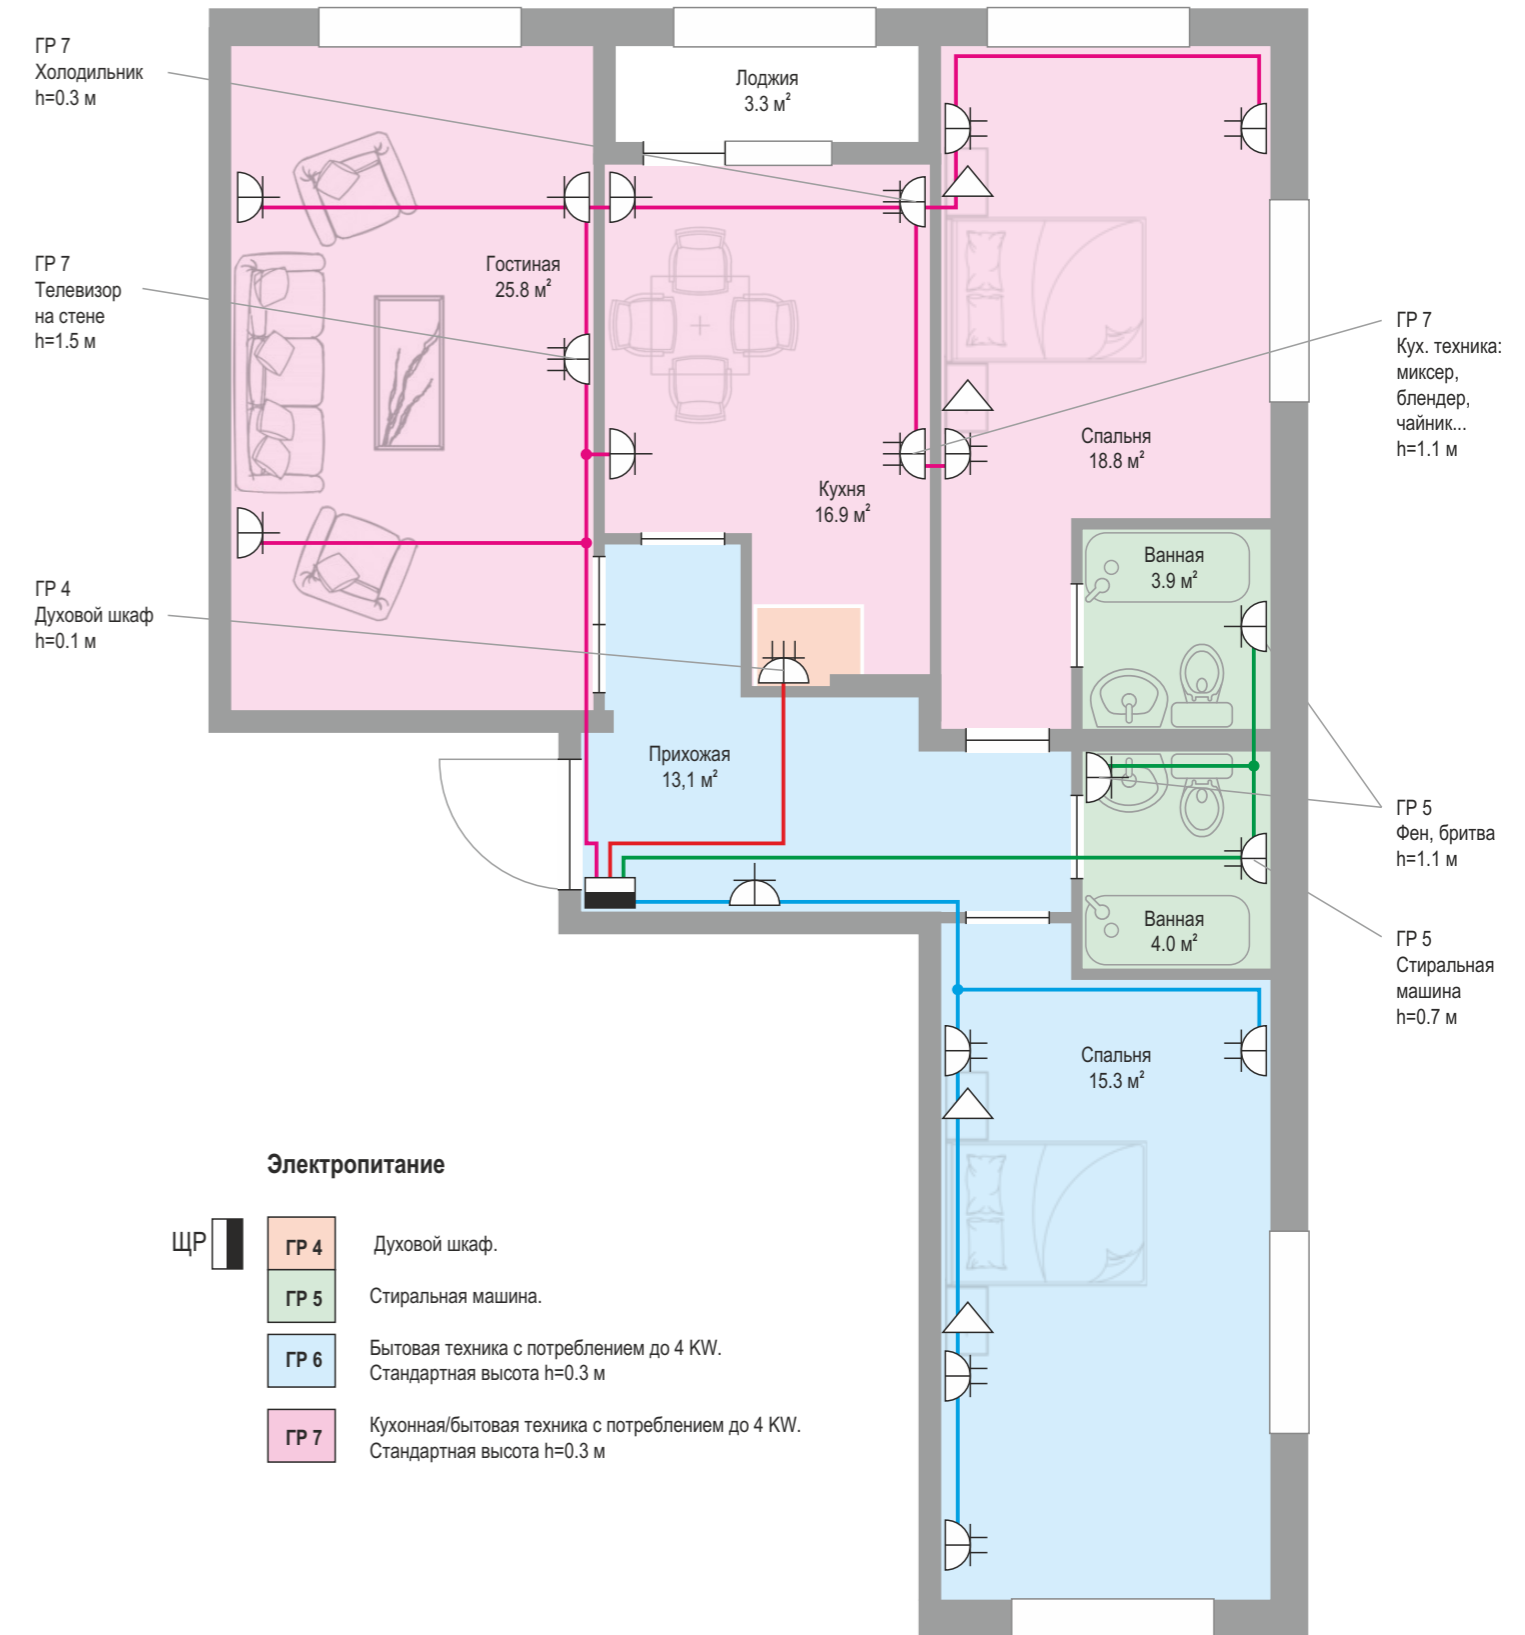 ГР 7
Холодильник
h=0.3 м
ГР 7
Телевизор
на стене
h=1.5 м
ГР 4
Духовой шкаф
h=0.1 м
Лоджия
3.3 м²
Гостиная
25.8 м²
Кухня
16.9 м²
Спальня
18.8 м²
Ванная
3.9 м²
Прихожая
13,1 м²
Ванная
4.0 м²
Спальня
15.3 м²
ГР 7
Кух. техника:
миксер,
блендер,
чайник...
h=1.1 м
ГР 5
Фен, бритва
h=1.1 м
ГР 5
Стиральная
машина
h=0.7 м
Электропитание
ЩР
ГР 4
Духовой шкаф.
ГР 5
Стиральная машина.
ГР 6
Бытовая техника с потреблением до 4 KW.
Стандартная высота h=0.3 м
ГР 7
Кухонная/бытовая техника с потреблением до 4 KW.
Стандартная высота h=0.3 м